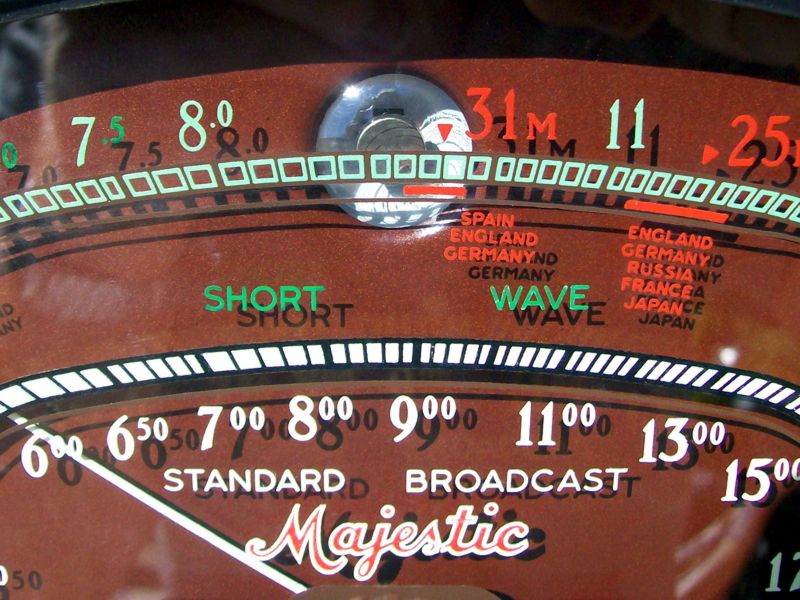 7.5 8.0 31M 11 25
SPAIN
ENGLAND
GERMANY
ENGLAND
GERMANY
RUSSIA
FRANCE
JAPAN
SHORT WAVE
600 650 700 800 900 1100 1300 1500
STANDARD BROADCAST
Majestic